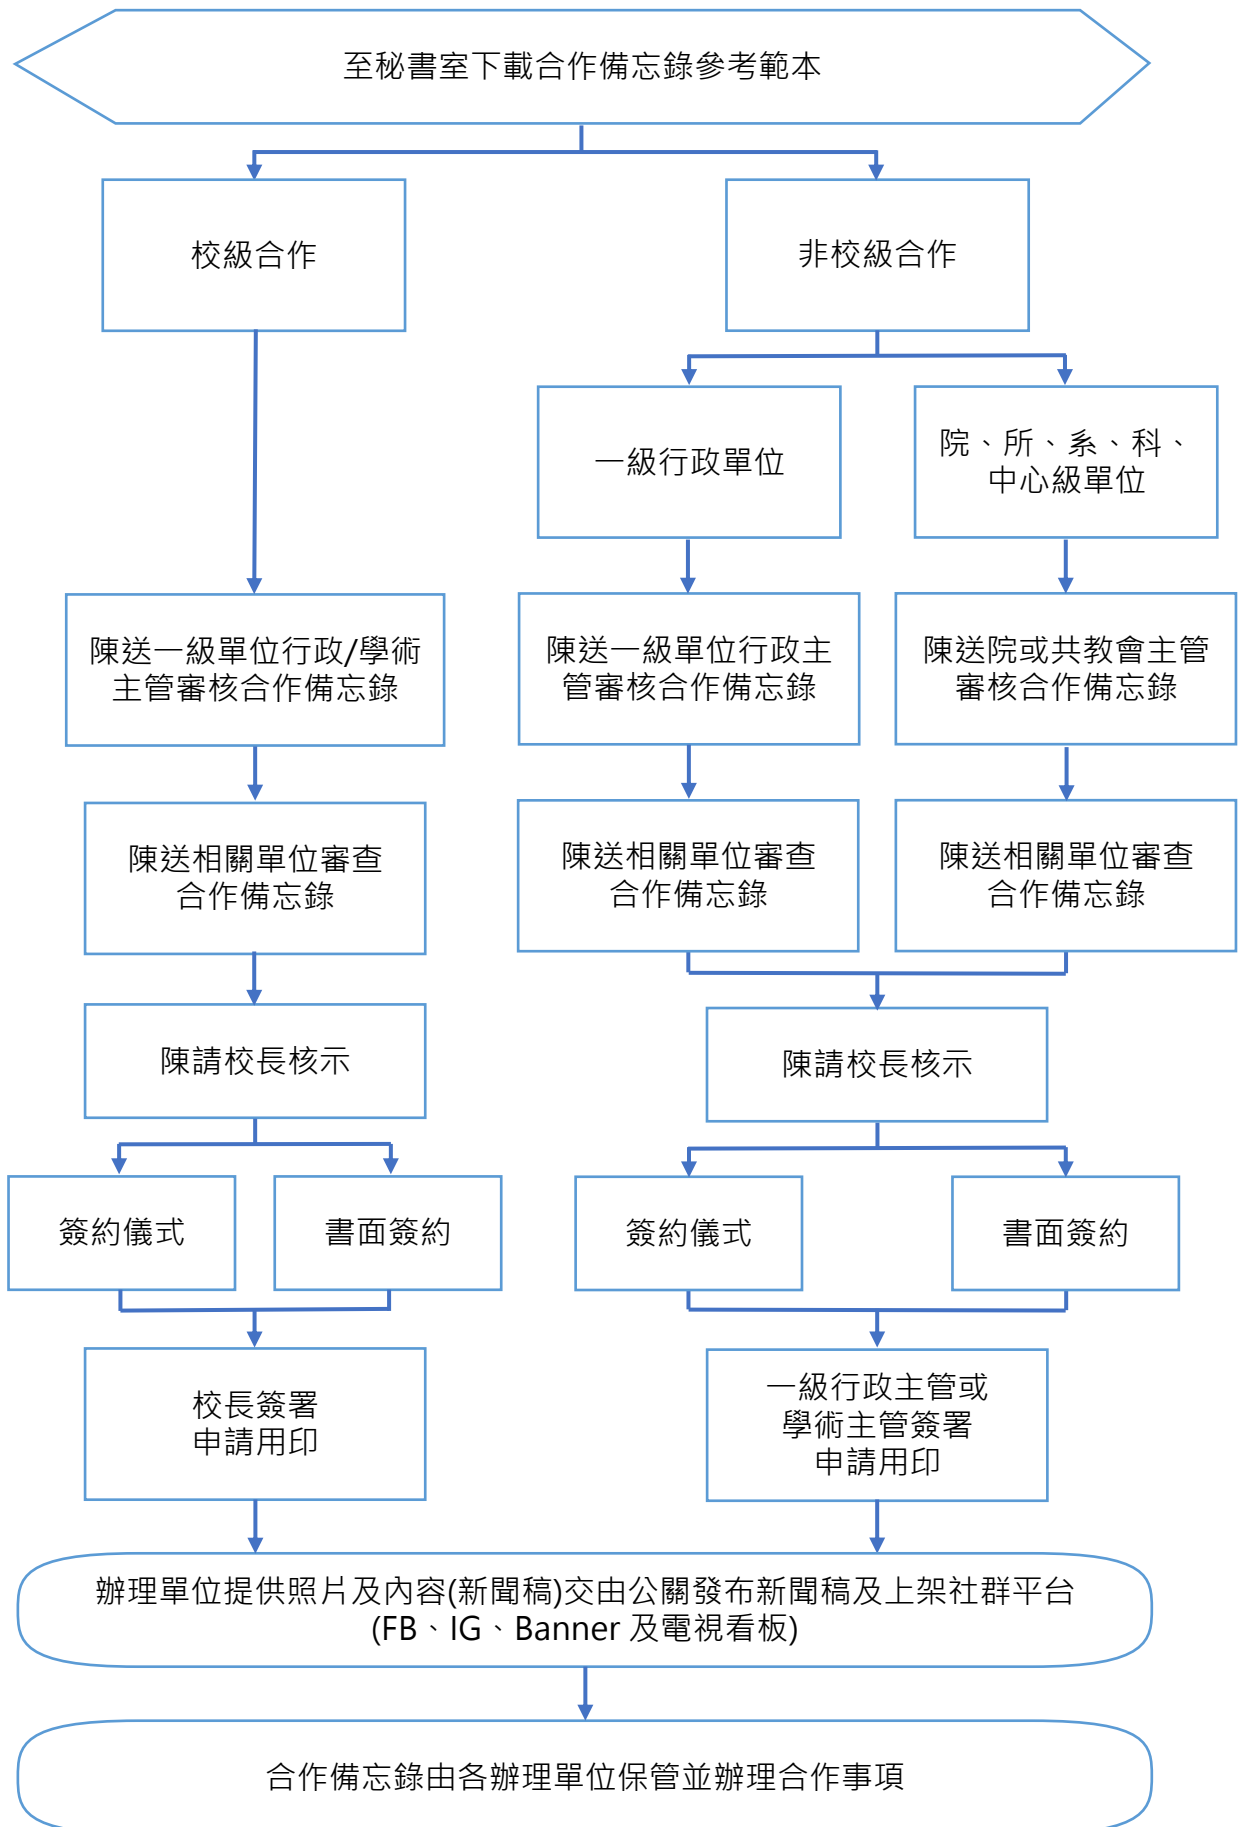 至秘書室下載合作備忘錄參考範本
校級合作
非校級合作
一級行政單位
院、所、系、科、
中心級單位
陳送一級單位行政/學術
主管審核合作備忘錄
陳送一級單位行政主
管審核合作備忘錄
陳送院或共教會主管
審核合作備忘錄
陳送相關單位審查
合作備忘錄
陳送相關單位審查
合作備忘錄
陳送相關單位審查
合作備忘錄
陳請校長核示
陳請校長核示
簽約儀式
書面簽約
簽約儀式
書面簽約
校長簽署
申請用印
一級行政主管或
學術主管簽署
申請用印
辦理單位提供照片及內容(新聞稿)交由公關發布新聞稿及上架社群平台
(FB、IG、Banner 及電視看板)
合作備忘錄由各辦理單位保管並辦理合作事項